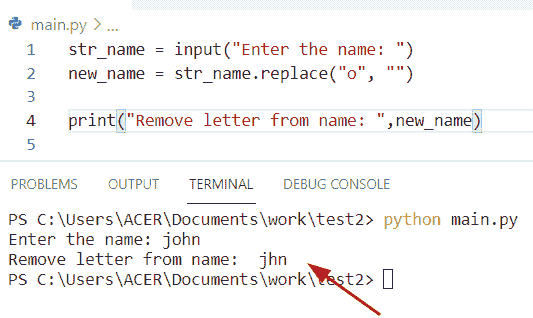 main.py > ...
1 str_name = input("Enter the name: ")
2 new_name = str_name.replace("o", "")
3
4 print("Remove letter from name: ",new_name)
5
PROBLEMS OUTPUT TERMINAL DEBUG CONSOLE
PS C:\Users\ACER\Documents\work\test2> python main.py
Enter the name: john
Remove letter from name:  jhn
PS C:\Users\ACER\Documents\work\test2>